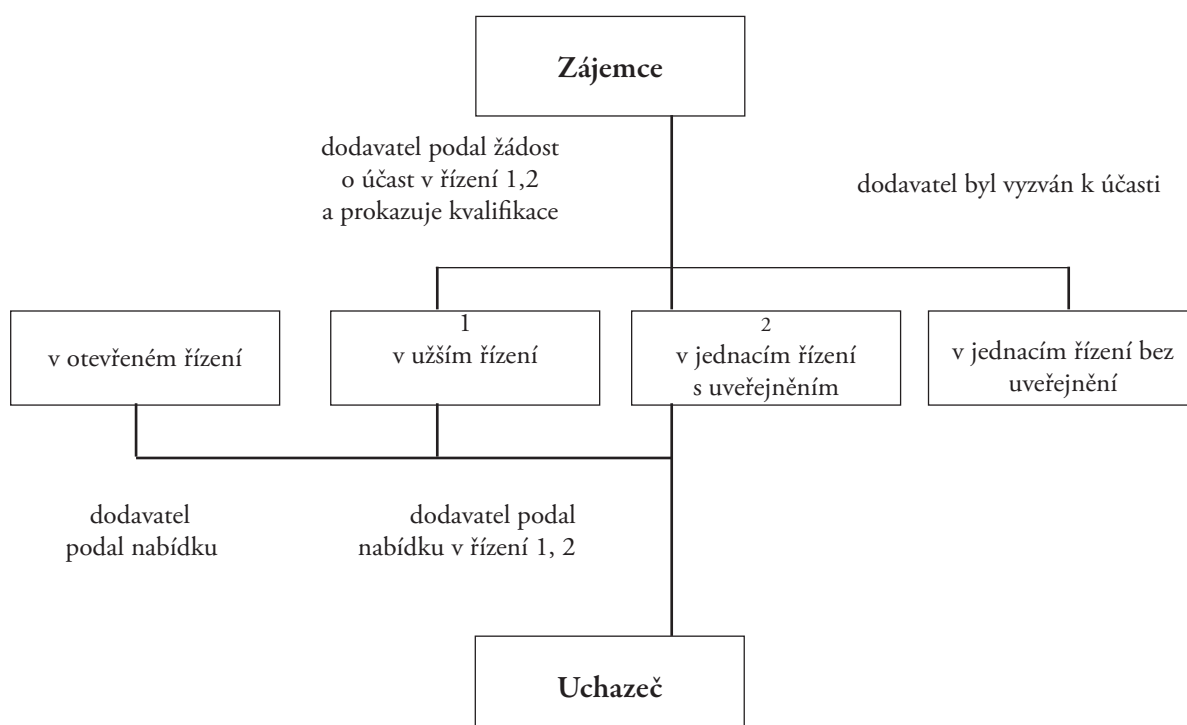 Zájemce
dodavatel podal žádost
o účast v řízení 1,2
a prokazuje kvalifikace
dodavatel byl vyzván k účasti
v otevřeném řízení
1
v užším řízení
2
v jednacím řízení
s uveřejněním
v jednacím řízení bez
uveřejnění
dodavatel
podal nabídku
dodavatel podal
nabídku v řízení 1, 2
Uchazeč